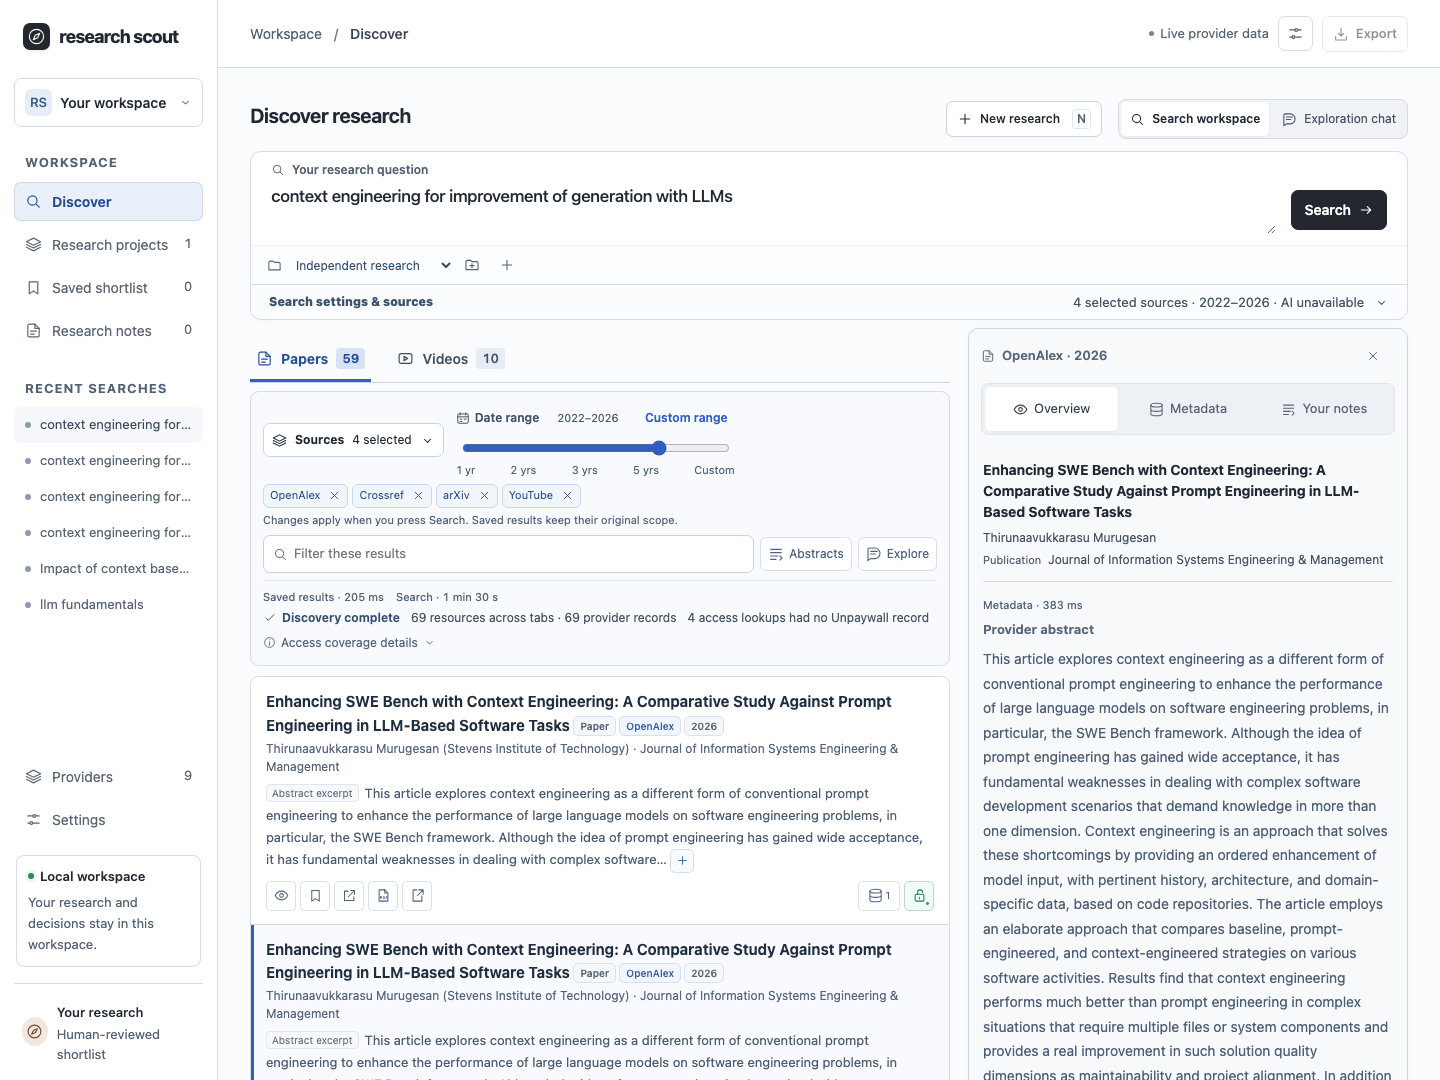 research scout
RS Your workspace
WORKSPACE
Discover
Research projects 1
Saved shortlist 0
Research notes 0
RECENT SEARCHES
context engineering for...
context engineering for...
context engineering for...
context engineering for...
Impact of context base...
llm fundamentals
Providers 9
Settings
Local workspace
Your research and
decisions stay in this
workspace.
Your research
Human-reviewed
shortlist
Workspace / Discover
Live provider data
Export
Discover research
New research N
Search workspace
Exploration chat
Your research question
context engineering for improvement of generation with LLMs
Search
Independent research
Search settings & sources
4 selected sources · 2022–2026 · AI unavailable
Papers 59
Videos 10
Sources 4 selected
Date range 2022–2026 Custom range
1 yr 2 yrs 3 yrs 5 yrs Custom
OpenAlex Crossref arXiv YouTube
Changes apply when you press Search. Saved results keep their original scope.
Filter these results
Abstracts
Explore
Saved results · 205 ms Search · 1 min 30 s
Discovery complete 69 resources across tabs · 69 provider records 4 access lookups had no Unpaywall record
Access coverage details
Enhancing SWE Bench with Context Engineering: A Comparative Study Against Prompt
Engineering in LLM-Based Software Tasks Paper OpenAlex 2026
Thirunaavukkarasu Murugesan (Stevens Institute of Technology) · Journal of Information Systems Engineering &
Management
Abstract excerpt This article explores context engineering as a different form of conventional prompt
engineering to enhance the performance of large language models on software engineering problems, in
particular, the SWE Bench framework. Although the idea of prompt engineering has gained wide acceptance,
it has fundamental weaknesses in dealing with complex software...
1
Enhancing SWE Bench with Context Engineering: A Comparative Study Against Prompt
Engineering in LLM-Based Software Tasks Paper OpenAlex 2026
Thirunaavukkarasu Murugesan (Stevens Institute of Technology) · Journal of Information Systems Engineering &
Management
Abstract excerpt This article explores context engineering as a different form of conventional prompt
engineering to enhance the performance of large language models on software engineering problems, in
OpenAlex · 2026
Overview
Metadata
Your notes
Enhancing SWE Bench with Context Engineering: A
Comparative Study Against Prompt Engineering in LLM-
Based Software Tasks
Thirunaavukkarasu Murugesan
Publication Journal of Information Systems Engineering & Management
Metadata · 383 ms
Provider abstract
This article explores context engineering as a different form of
conventional prompt engineering to enhance the performance
of large language models on software engineering problems, in
particular, the SWE Bench framework. Although the idea of
prompt engineering has gained wide acceptance, it has
fundamental weaknesses in dealing with complex software
development scenarios that demand knowledge in more than
one dimension. Context engineering is an approach that solves
these shortcomings by providing an ordered enhancement of
model input, with pertinent history, architecture, and domain-
specific data, based on code repositories. The article employs
an elaborate approach that compares baseline, prompt-
engineered, and context-engineered strategies on various
software activities. Results find that context engineering
performs much better than prompt engineering in complex
situations that require multiple files or system components and
provides a real improvement in such solution quality
dimensions as maintainability and project alignment. In addition